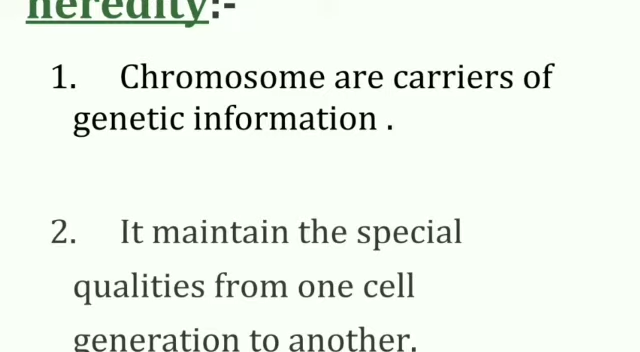 heredity:-
1. Chromosome are carriers of
genetic information .
2. It maintain the special
qualities from one cell
generation to another.